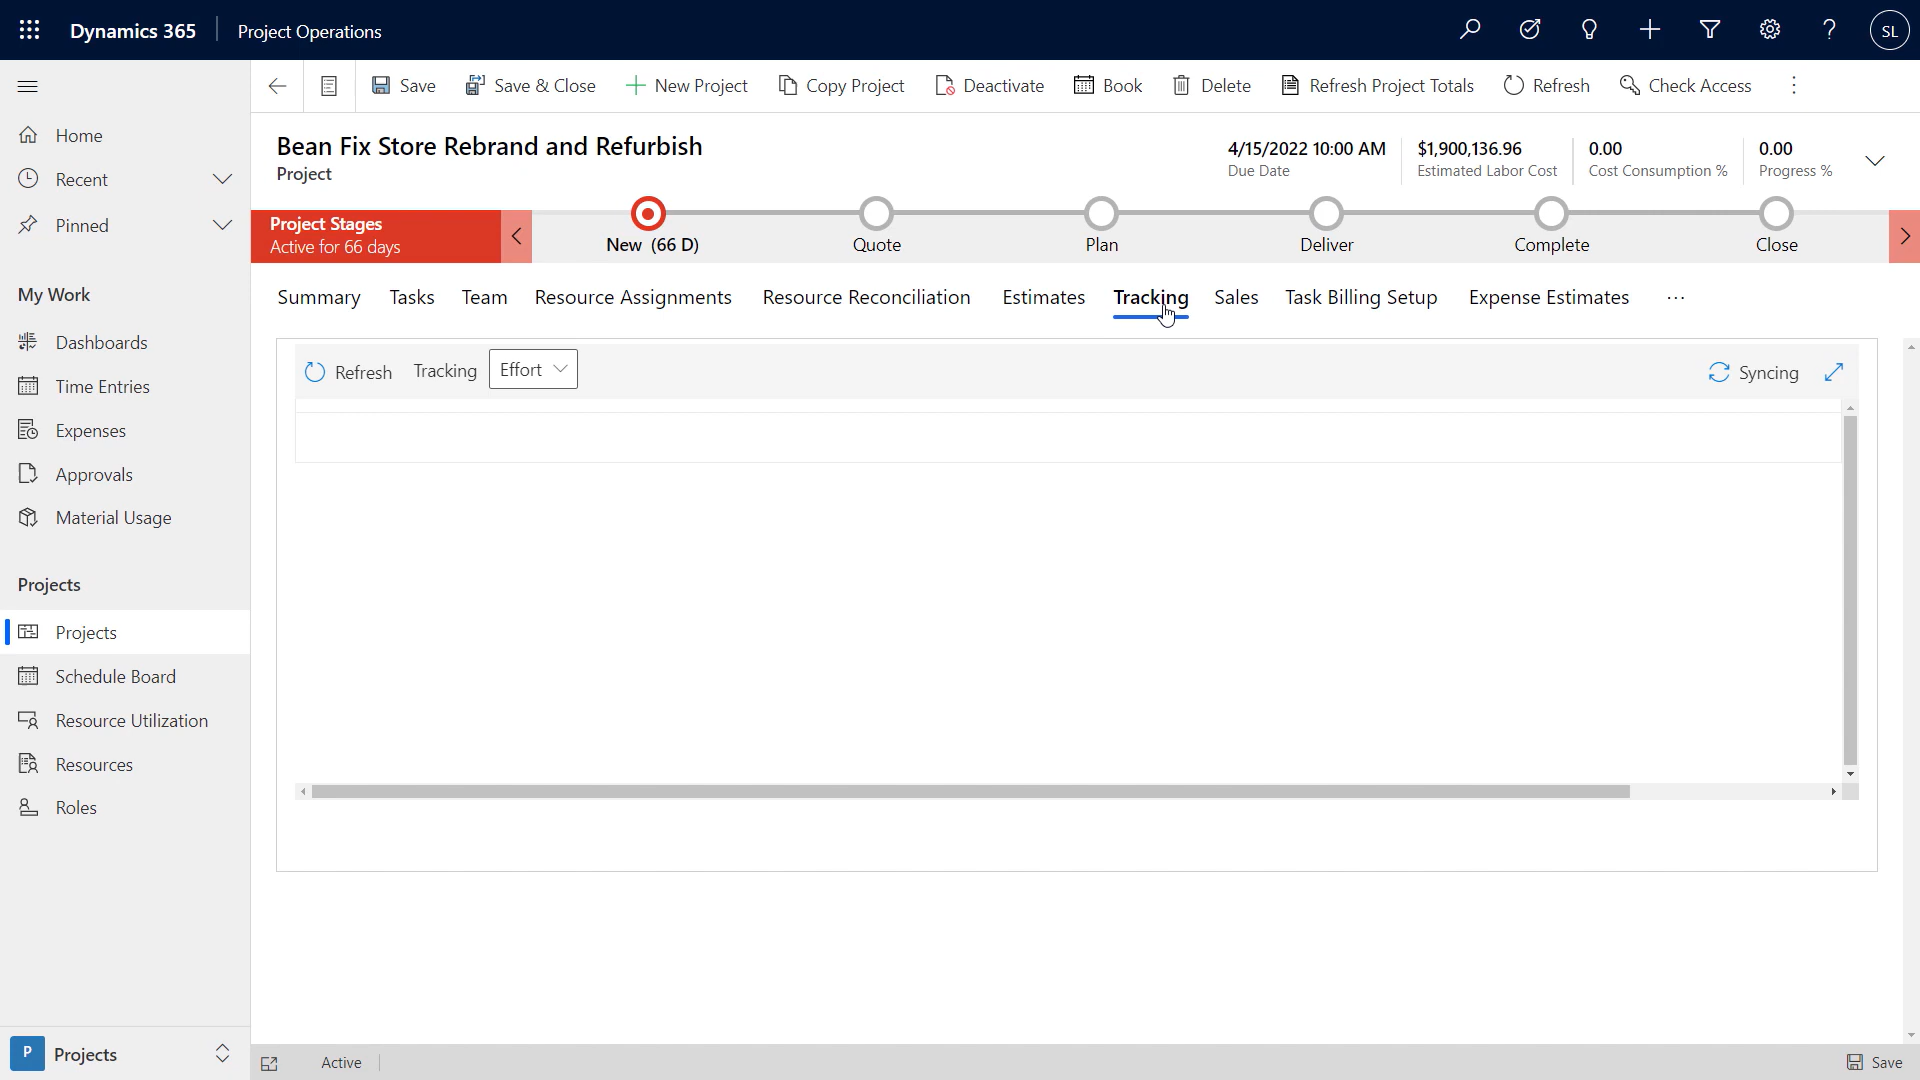 Dynamics 365 Project Operations SL
Save Save & Close New Project Copy Project Deactivate Book Delete Refresh Project Totals Refresh Check Access
Home
Recent
Pinned
My Work
Dashboards
Time Entries
Expenses
Approvals
Material Usage
Projects
Projects
Schedule Board
Resource Utilization
Resources
Roles
P Projects
Bean Fix Store Rebrand and Refurbish
Project
4/15/2022 10:00 AM $1,900,136.96 0.00 0.00
Due Date Estimated Labor Cost Cost Consumption % Progress %
Project Stages
Active for 66 days
New (66 D) Quote Plan Deliver Complete Close
Summary Tasks Team Resource Assignments Resource Reconciliation Estimates Tracking Sales Task Billing Setup Expense Estimates ...
Refresh Tracking Effort Syncing
Active Save